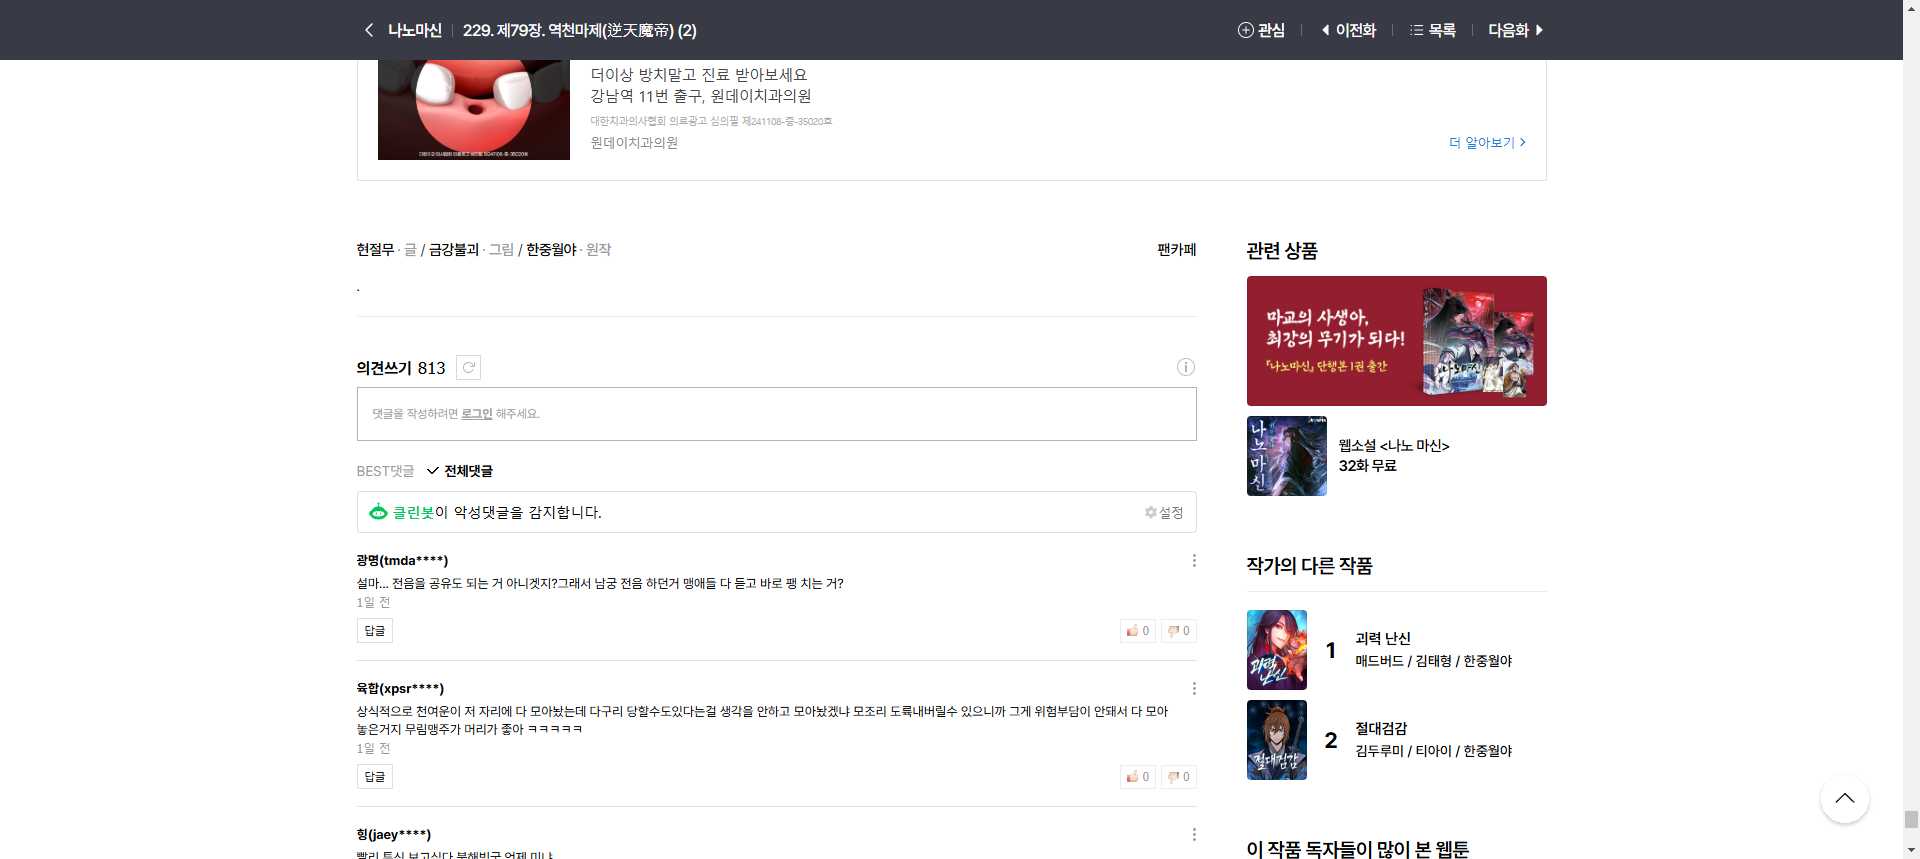 나노마신
229. 제79장. 역천마제(逆天魔帝) (2)
관심
이전화
목록
다음화
더이상 방치말고 진료 받아보세요
강남역 11번 출구, 원데이치과의원
대한치과의사협회 의료광고 심의필 제241108-중-35020호
원데이치과의원
더 알아보기
현절무 · 글 / 금강불괴 · 그림 / 한중월야 · 원작
팬카페
.
의견쓰기 813
댓글을 작성하려면 로그인 해주세요.
BEST댓글
전체댓글
클린봇이 악성댓글을 감지합니다.
설정
광명(tmda****)
설마... 전음을 공유도 되는 거 아니겟지?그래서 남궁 전음 하던거 맹애들 다 듣고 바로 팽 치는 거?
1일 전
답글
0
0
육합(xpsr****)
상식적으로 천여운이 저 자리에 다 모아놨는데 다구리 당할수도있다는걸 생각을 안하고 모아놨겠냐 모조리 도륙내버릴수 있으니까 그게 위험부담이 안돼서 다 모아
놓은거지 무림맹주가 머리가 좋아 ㅋㅋㅋㅋㅋ
1일 전
답글
0
0
힝(jaey****)
관련 상품
마교의 사생아,
최강의 무기가 되다!
『나노마신』 단행본 1권 출간
나노마신
나노마신
웹소설 <나노 마신>
32화 무료
작가의 다른 작품
괴력난신
1
괴력 난신
매드버드 / 김태형 / 한중월야
절대검감
2
절대검감
김두루미 / 티아이 / 한중월야
이 작품 독자들이 많이 본 웹툰